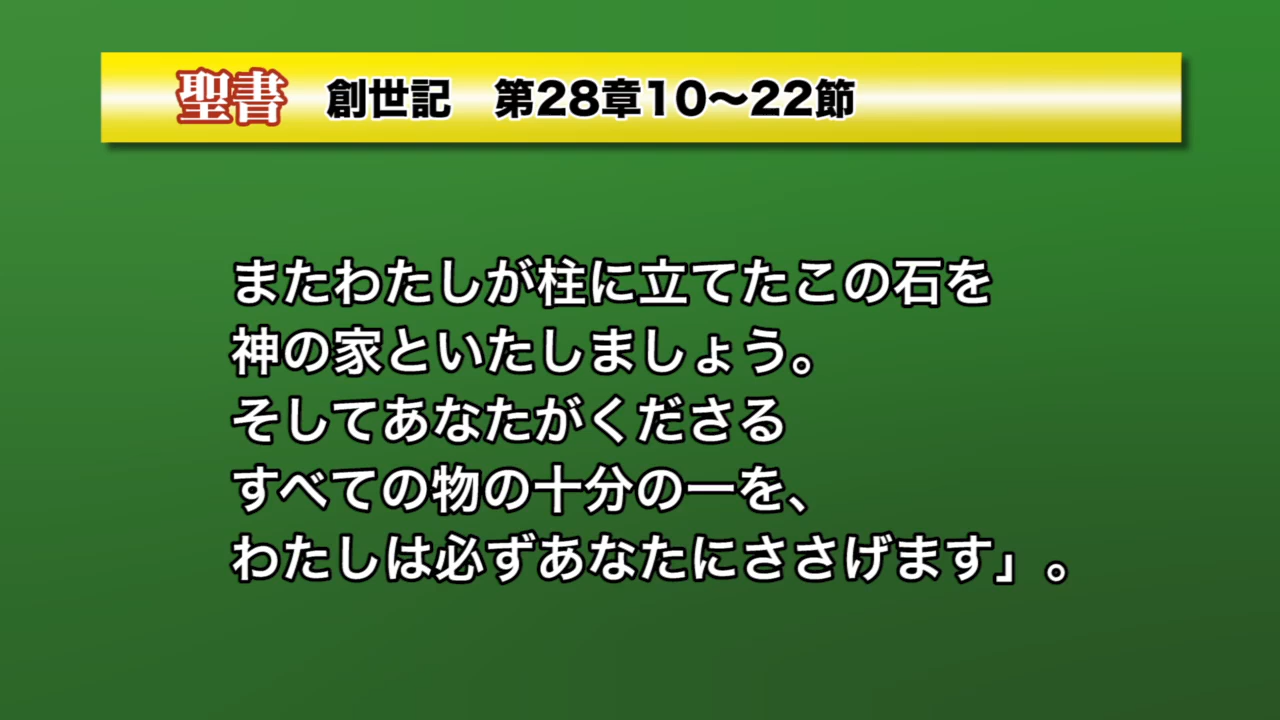 聖書 創世記 第28章10〜22節
またわたしが柱に立てたこの石を
神の家といたしましょう。
そしてあなたがくださる
すべての物の十分の一を、
わたしは必ずあなたにささげます」。